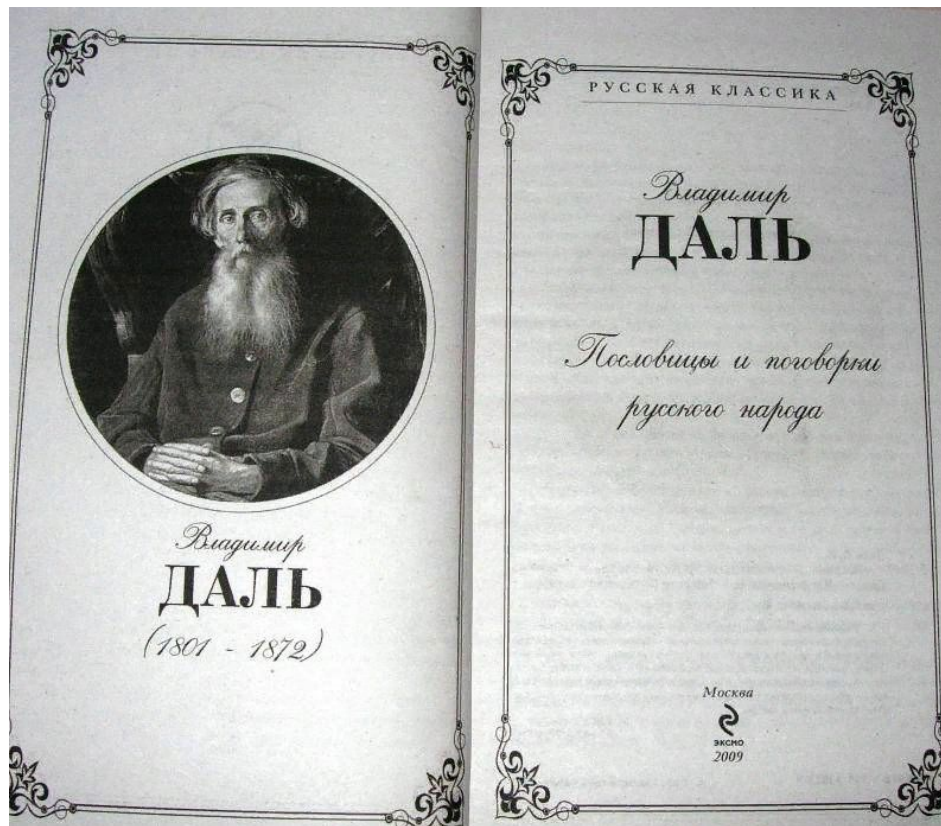 Владимир
ДАЛЬ
(1801 - 1872)
РУССКАЯ КЛАССИКА
Владимир
ДАЛЬ
Пословицы и поговорки
русского народа
Москва
ЭКСМО
2009